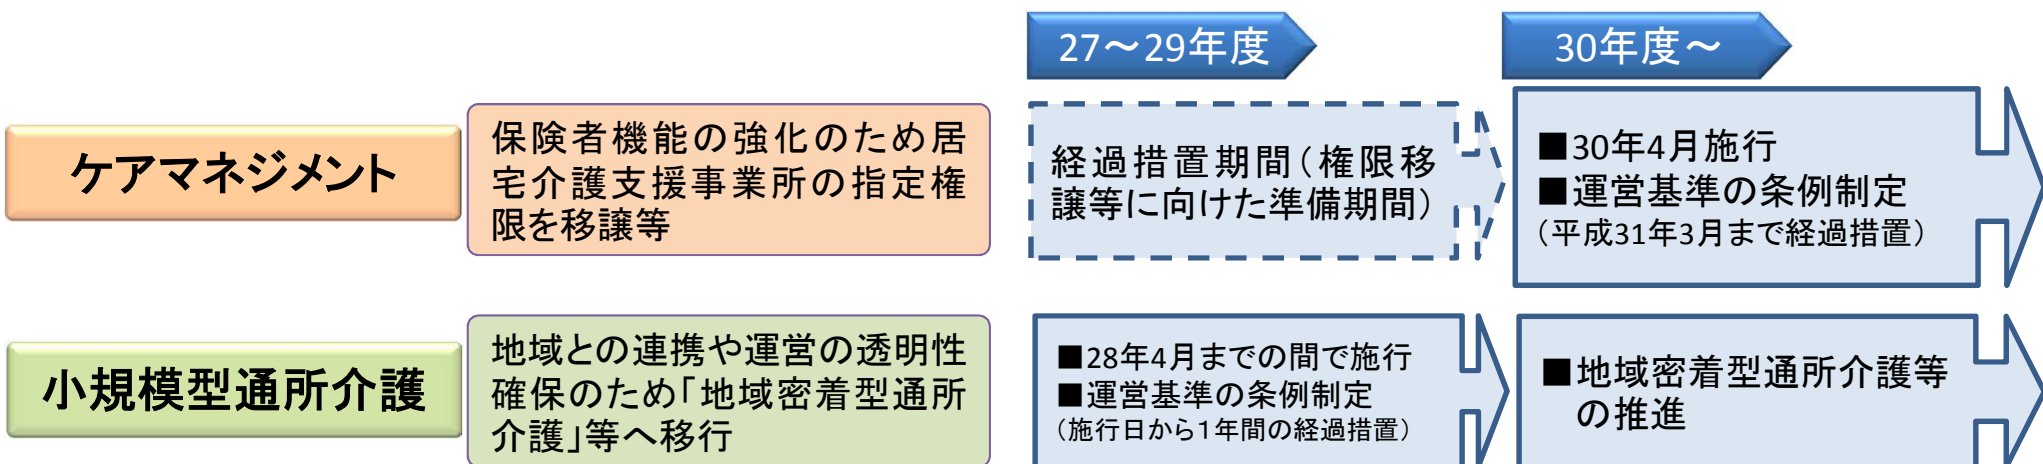 27～29年度
30年度～
ケアマネジメント
保険者機能の強化のため居
宅介護支援事業所の指定権
限を移譲等
経過措置期間（権限移
譲等に向けた準備期間）
■30年4月施行
■運営基準の条例制定
（平成31年3月まで経過措置）
小規模型通所介護
地域との連携や運営の透明性
確保のため「地域密着型通所
介護」等へ移行
■28年4月までの間で施行
■運営基準の条例制定
（施行日から１年間の経過措置）
■地域密着型通所介護等
の推進